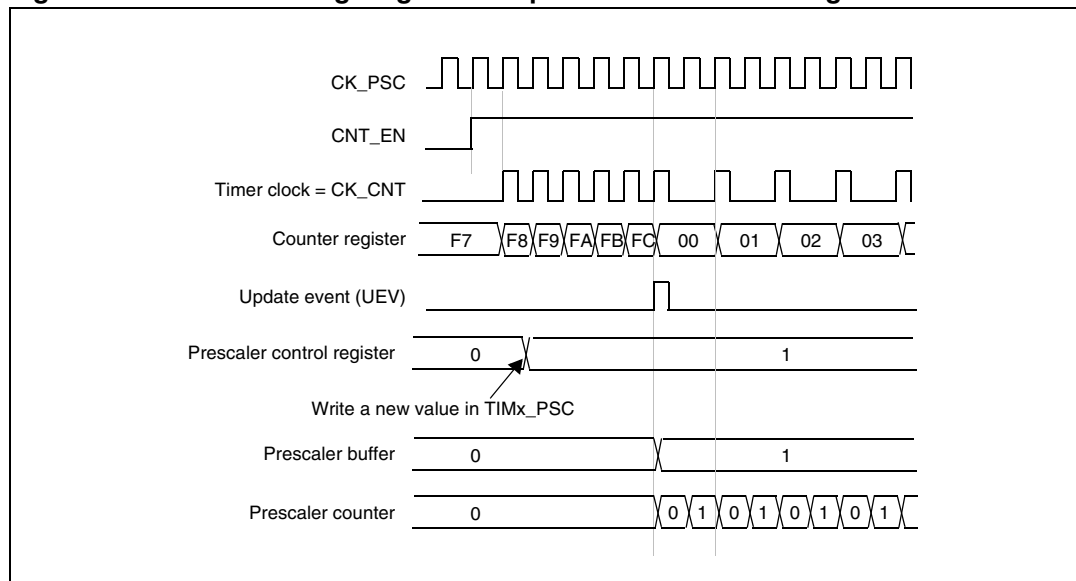 CK_PSC
CNT_EN
Timer clock = CK_CNT
Counter register F7 F8 F9 FA FB FC 00 01 02 03
Update event (UEV)
Prescaler control register 0 1
Write a new value in TIMx_PSC
Prescaler buffer 0 1
Prescaler counter 0 0 1 0 1 0 1 0 1